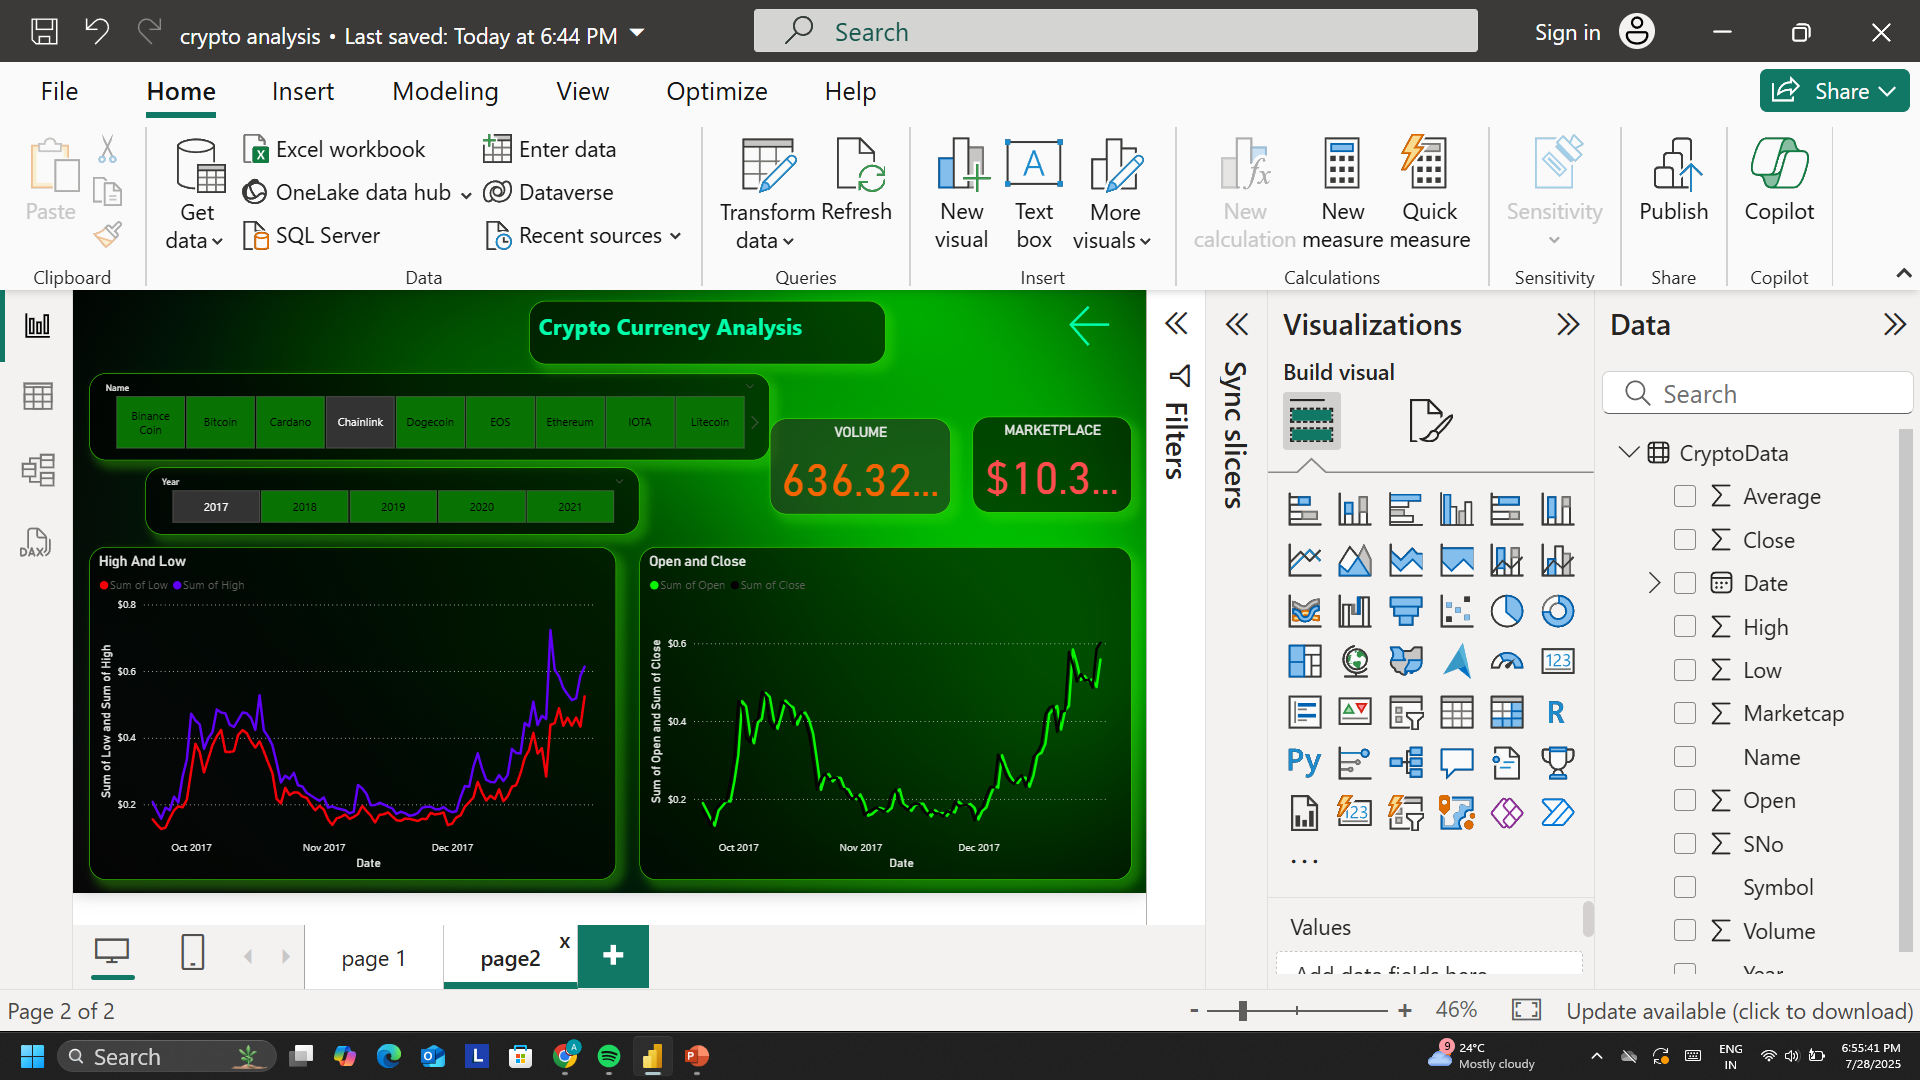 crypto analysis • Last saved: Today at 6:44 PM
Search
Sign in
File Home Insert Modeling View Optimize Help
Share
Paste
Clipboard
Get data
Excel workbook
OneLake data hub
SQL Server
Enter data
Dataverse
Recent sources
Data
Transform data
Refresh
Queries
New visual
Text box
More visuals
Insert
New calculation
New measure
Quick measure
Calculations
Sensitivity
Sensitivity
Publish
Share
Copilot
Copilot
Crypto Currency Analysis
Name
Binance Coin
Bitcoin
Cardano
Chainlink
Dogecoin
EOS
Ethereum
IOTA
Litecoin
Year
2017
2018
2019
2020
2021
VOLUME
636.32...
MARKETPLACE
$10.3...
High And Low
Sum of Low Sum of High
Sum of Low and Sum of High
$0.8
$0.6
$0.4
$0.2
Oct 2017 Nov 2017 Dec 2017
Date
Open and Close
Sum of Open Sum of Close
Sum of Open and Sum of Close
$0.6
$0.4
$0.2
Oct 2017 Nov 2017 Dec 2017
Date
Filters
Sync slicers
Visualizations
Build visual
123
R
Py
123
...
Values
Add data fields here
Data
Search
CryptoData
Average
Close
Date
High
Low
Marketcap
Name
Open
SNo
Symbol
Volume
Year
DAX
page 1
page2
x
+
Page 2 of 2
- + 46%
Update available (click to download)
Search
9
24°C
Mostly cloudy
ENG
IN
6:55:41 PM
7/28/2025